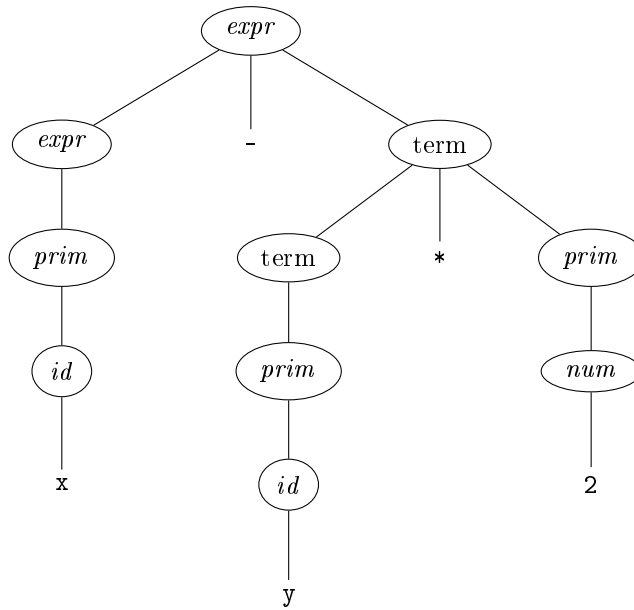 expr
expr - term
prim term * prim
id prim num
x id 2
y